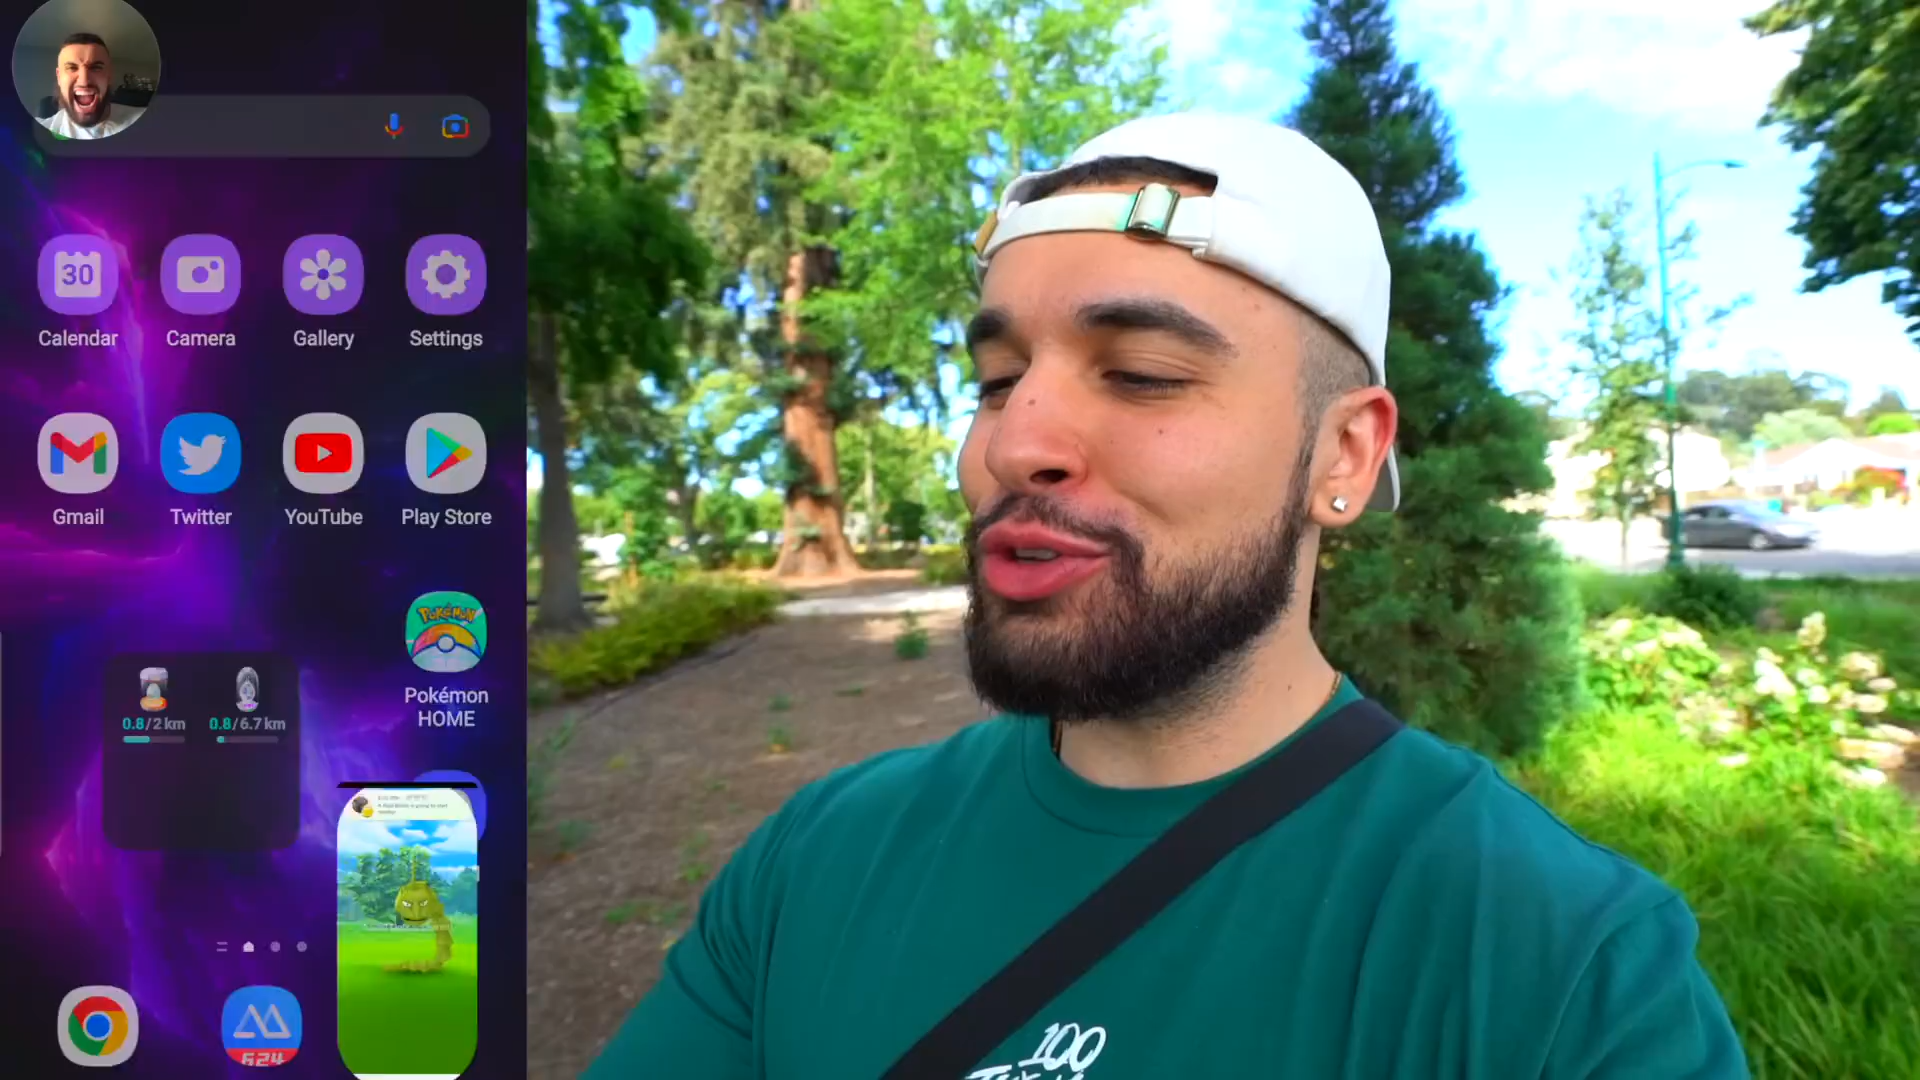 30
Calendar
Camera
Gallery
Settings
Gmail
Twitter
YouTube
Play Store
POKéMON
Pokémon
HOME
0.8/2 km
0.8/6.7 km
624
100